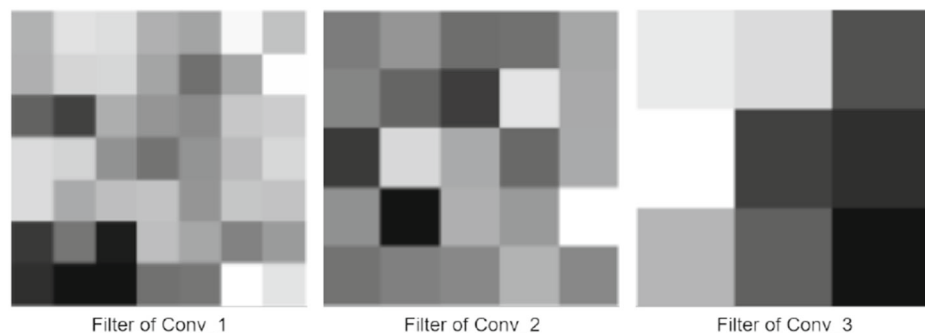 Filter of Conv_1
Filter of Conv_2
Filter of Conv_3